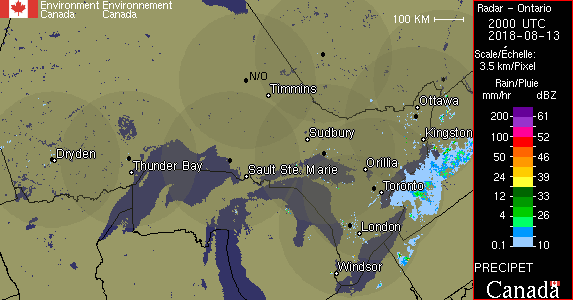 Environment Environnement
Canada Canada
100 KM
N/O
Timmins
Ottawa
Sudbury
Kingston
Dryden
Thunder Bay
Sault Ste. Marie
Orillia
Toronto
London
Windsor
Radar - Ontario
2000 UTC
2018-08-13
Scale/Échelle:
3.5 km/Pixel
Rain/Pluie
mm/hr dBZ
200 61
100 52
50 46
24 39
12 33
4 26
0.1 10
PRECIPET
Canada